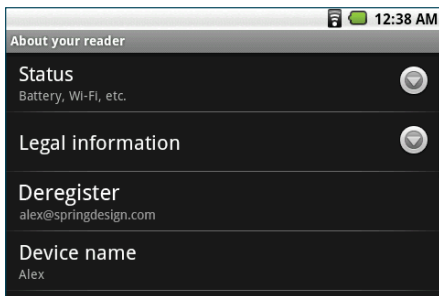 12:38 AM
About your reader
Status
Battery, Wi-Fi, etc.
Legal information
Deregister
alex@springdesign.com
Device name
Alex